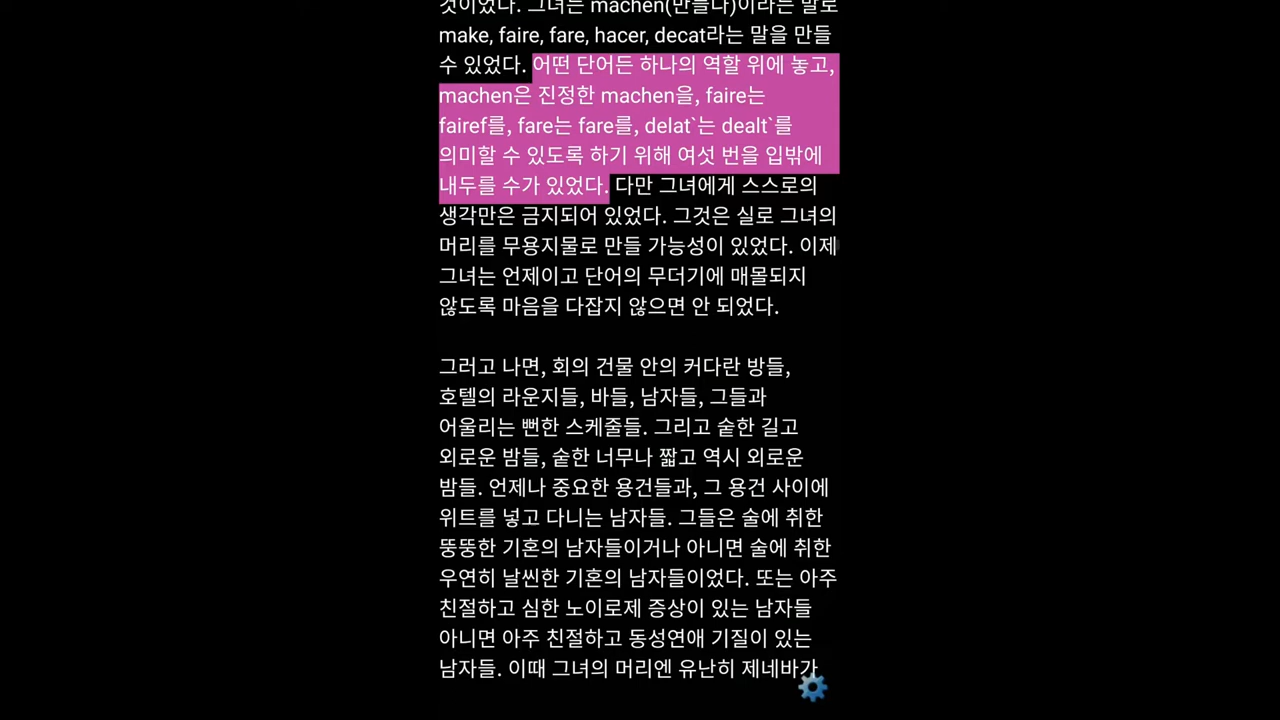 것이었다. 그녀는 machen(만들다)이라는 말로
make, faire, fare, hacer, decat라는 말을 만들
수 있었다. 어떤 단어든 하나의 역할 위에 놓고,
machen은 진정한 machen을, faire는
fairef를, fare는 fare를, delat`는 dealt`를
의미할 수 있도록 하기 위해 여섯 번을 입밖에
내두를 수가 있었다. 다만 그녀에게 스스로의
생각만은 금지되어 있었다. 그것은 실로 그녀의
머리를 무용지물로 만들 가능성이 있었다. 이제
그녀는 언제이고 단어의 무더기에 매몰되지
않도록 마음을 다잡지 않으면 안 되었다.
그러고 나면, 회의 건물 안의 커다란 방들,
호텔의 라운지들, 바들, 남자들, 그들과
어울리는 뻔한 스케줄들. 그리고 숱한 길고
외로운 밤들, 숱한 너무나 짧고 역시 외로운
밤들. 언제나 중요한 용건들과, 그 용건 사이에
위트를 넣고 다니는 남자들. 그들은 술에 취한
뚱뚱한 기혼의 남자들이거나 아니면 술에 취한
우연히 날씬한 기혼의 남자들이었다. 또는 아주
친절하고 심한 노이로제 증상이 있는 남자들
아니면 아주 친절하고 동성연애 기질이 있는
남자들. 이때 그녀의 머리엔 유난히 제네바가